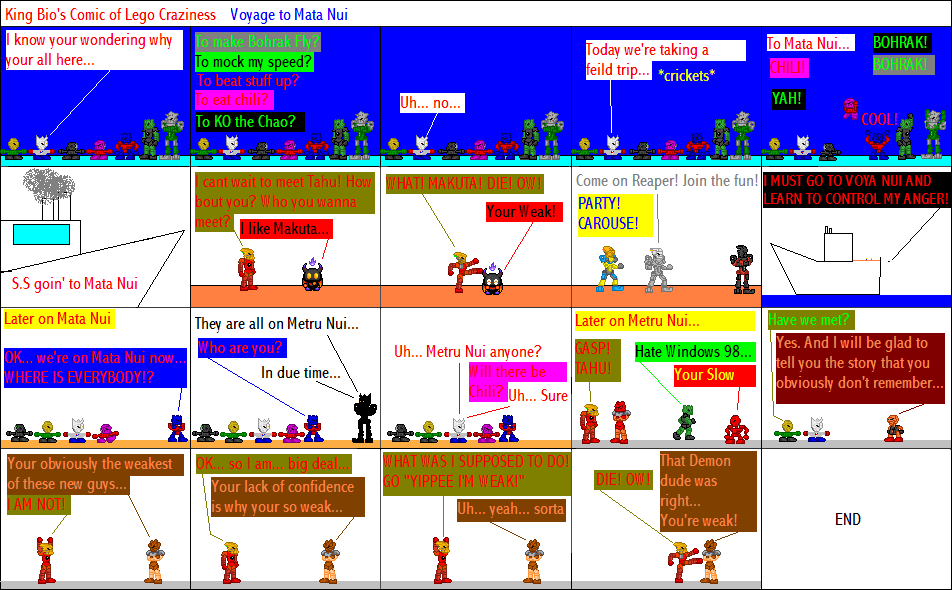 King Bio's Comic of Lego Craziness Voyage to Mata Nui
I know your wondering why
your all here...
To make Bohrak Fly?
To mock my speed?
To beat stuff up?
To eat chili?
To KO the Chao?
Uh... no...
Today we're taking a
feild trip...
*crickets*
To Mata Nui...
BOHRAK!
CHILI!
BOHRAK!
YAH!
COOL!
S.S goin' to Mata Nui
I cant wait to meet Tahu! How
bout you? Who you wanna
meet?
I like Makuta...
WHAT! MAKUTA! DIE! OW!
Your Weak!
Come on Reaper! Join the fun!
PARTY!
CAROUSE!
I MUST GO TO VOYA NUI AND
LEARN TO CONTROL MY ANGER!
Later on Mata Nui
OK... we're on Mata Nui now...
WHERE IS EVERYBODY!?
They are all on Metru Nui...
Who are you?
In due time...
Uh.. Metru Nui anyone?
Will there be
Chili?
Uh... Sure
Later on Metru Nui...
GASP!
TAHU!
Hate Windows 98...
Your Slow
Have we met?
Yes. And I will be glad to
tell you the story that you
obviously don't remember...
Your obviously the weakest
of these new guys...
I AM NOT!
OK... so I am... big deal...
Your lack of confidence
is why your so weak...
WHAT WAS I SUPPOSED TO DO!
GO "YIPPEE I'M WEAK!"
Uh... yeah... sorta
DIE! OW!
That Demon
dude was
right...
You're weak!
END